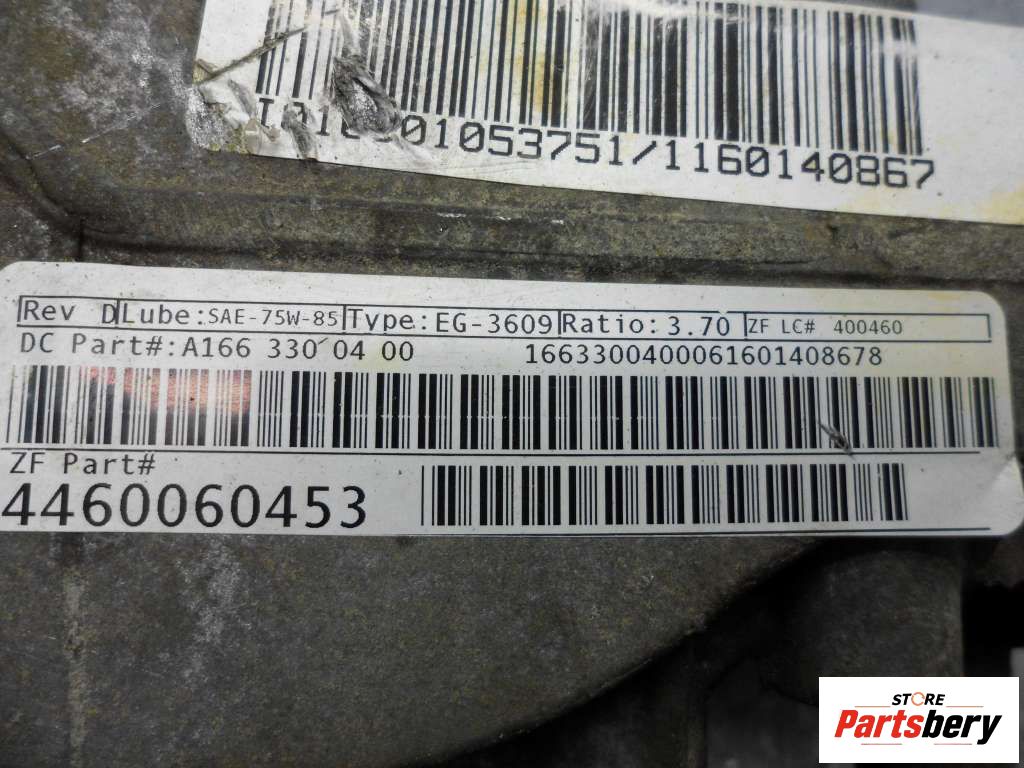 01053751/1160140867
Rev D Lube: SAE-75W-85 Type: EG-3609 Ratio: 3.70 ZF LC# 400460
DC Part#: A166 330 04 00 1663300400061601408678
ZF Part#
4460060453
STORE
Partsbery